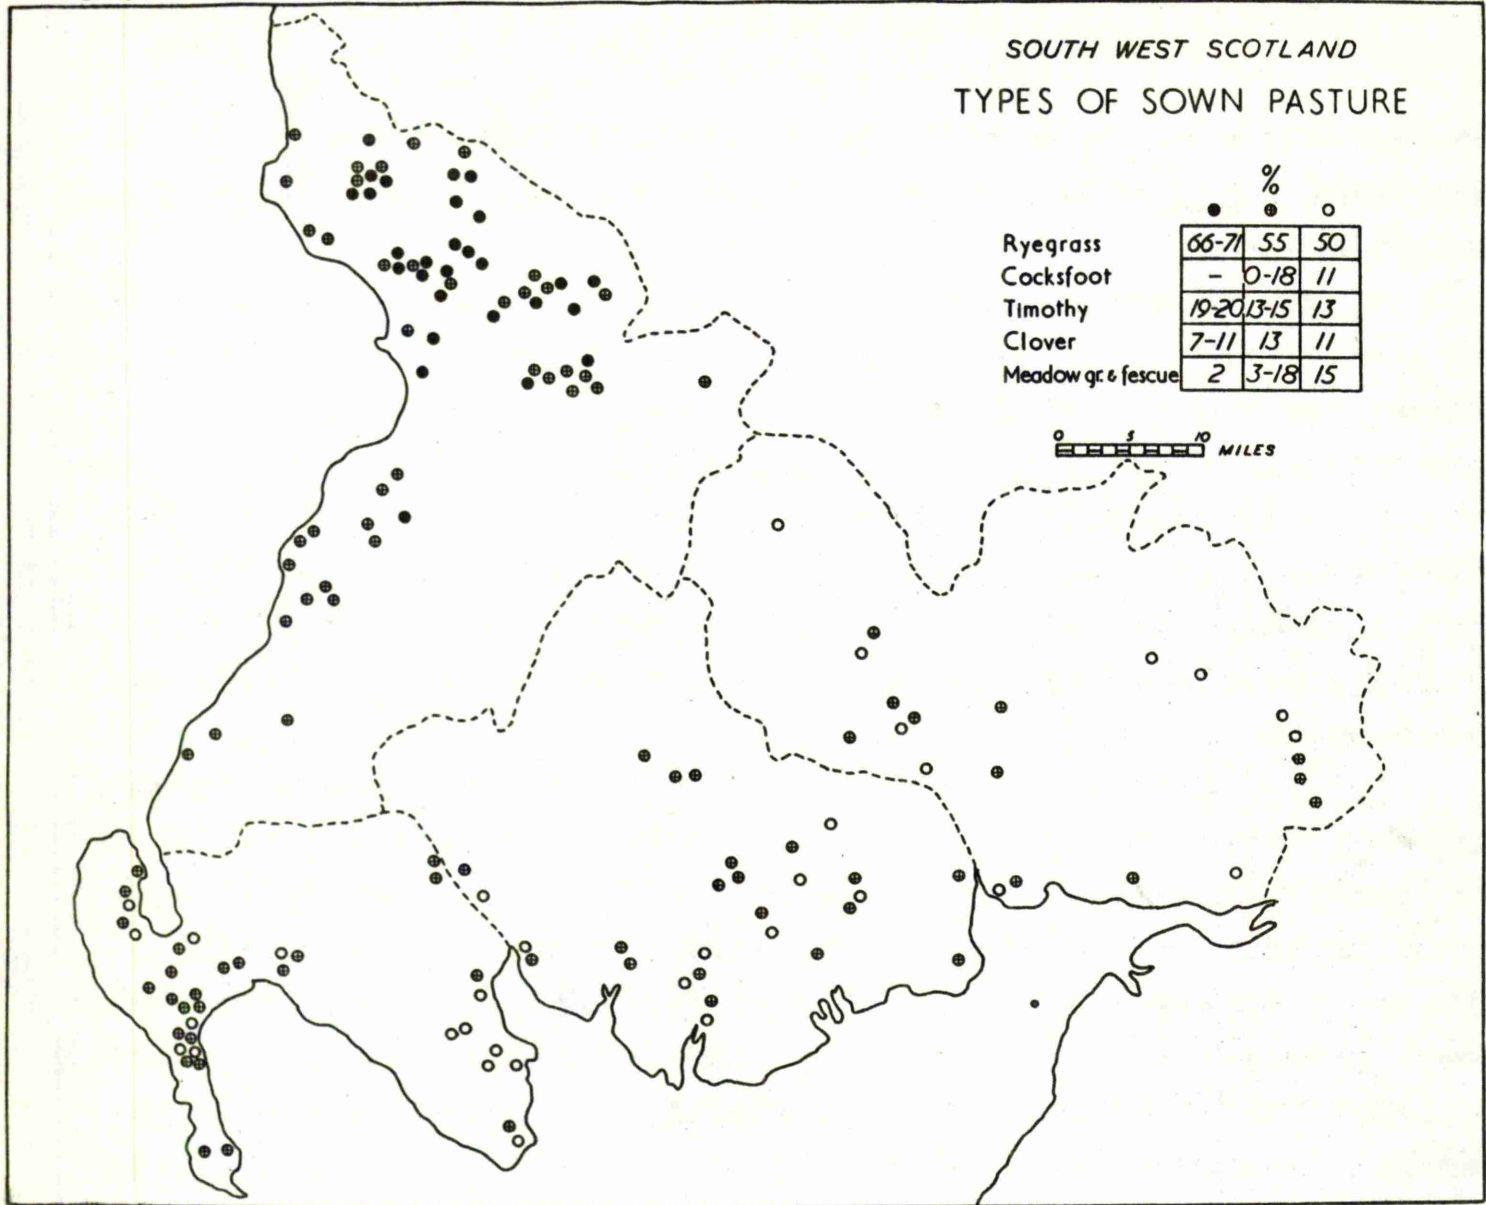 SOUTH WEST SCOTLAND
TYPES OF SOWN PASTURE
%
Ryegrass 66-71 55 50
Cocksfoot - 0-18 11
Timothy 19-20 13-15 13
Clover 7-11 13 11
Meadow gr. & fescue 2 3-18 15
0 5 10 MILES